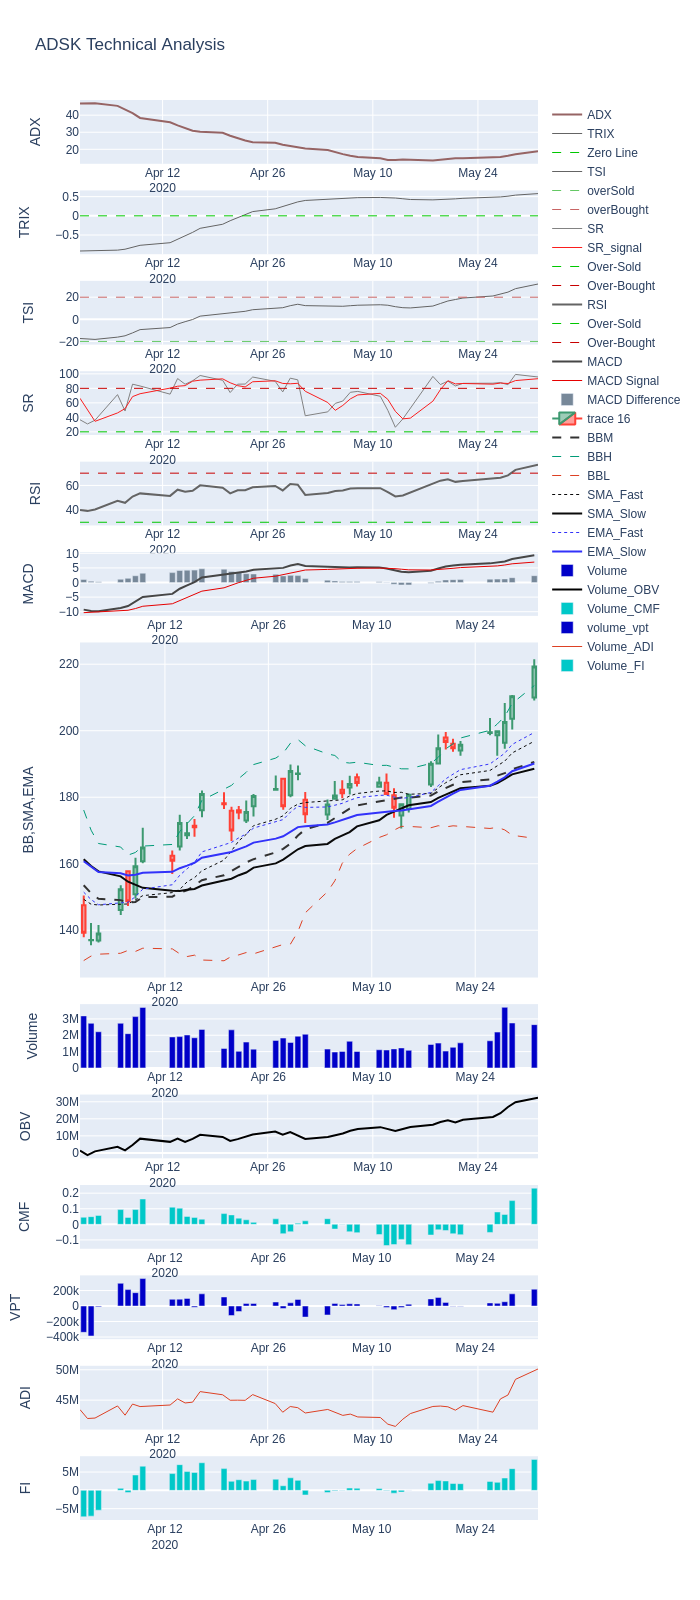 ADSK Technical Analysis
ADX
40
30
20
Apr 12
2020
Apr 26
May 10
May 24
TRIX
0.5
0
−0.5
Apr 12
2020
Apr 26
May 10
May 24
TSI
20
0
−20
Apr 12
2020
Apr 26
May 10
May 24
SR
100
80
60
40
20
Apr 12
2020
Apr 26
May 10
May 24
RSI
60
40
Apr 12
2020
Apr 26
May 10
May 24
MACD
10
5
0
−5
−10
Apr 12
2020
Apr 26
May 10
May 24
BB,SMA,EMA
220
200
180
160
140
Apr 12
2020
Apr 26
May 10
May 24
Volume
3M
2M
1M
0
Apr 12
2020
Apr 26
May 10
May 24
OBV
30M
20M
10M
0
Apr 12
2020
Apr 26
May 10
May 24
CMF
0.2
0.1
0
−0.1
Apr 12
2020
Apr 26
May 10
May 24
VPT
200k
0
−200k
−400k
Apr 12
2020
Apr 26
May 10
May 24
ADI
50M
45M
Apr 12
2020
Apr 26
May 10
May 24
FI
5M
0
−5M
Apr 12
2020
Apr 26
May 10
May 24
ADX
TRIX
Zero Line
TSI
overSold
overBought
SR
SR_signal
Over-Sold
Over-Bought
RSI
Over-Sold
Over-Bought
MACD
MACD Signal
MACD Difference
trace 16
BBM
BBH
BBL
SMA_Fast
SMA_Slow
EMA_Fast
EMA_Slow
Volume
Volume_OBV
Volume_CMF
volume_vpt
Volume_ADI
Volume_FI